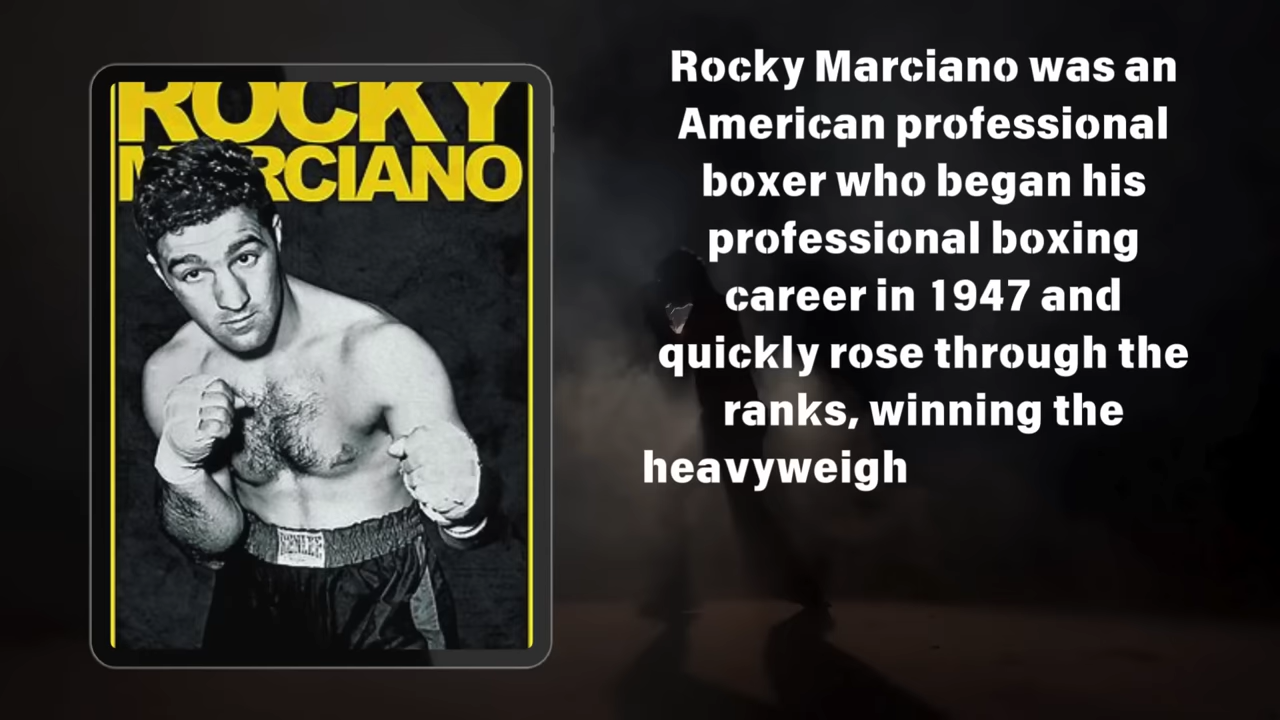 ROCKY
MARCIANO
BENLEE
Rocky Marciano was an
American professional
boxer who began his
professional boxing
career in 1947 and
quickly rose through the
ranks, winning the
heavyweigh